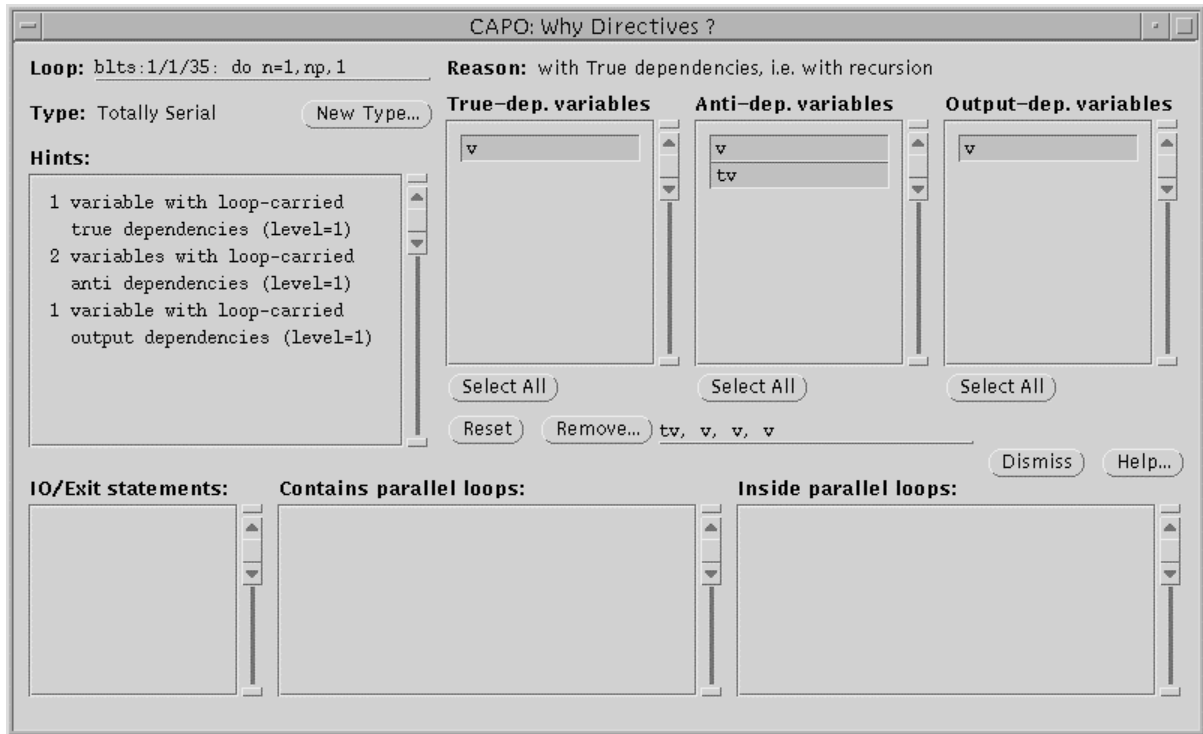 CAPO: Why Directives ?
Loop: blts:1/1/35: do n=1,np,1
Reason: with True dependencies, i.e. with recursion
Type: Totally Serial
New Type...
True-dep. variables
Anti-dep. variables
Output-dep. variables
v
v
tv
v
Hints:
1 variable with loop-carried
true dependencies (level=1)
2 variables with loop-carried
anti dependencies (level=1)
1 variable with loop-carried
output dependencies (level=1)
Select All
Select All
Select All
Reset
Remove...
tv, v, v, v
Dismiss
Help...
IO/Exit statements:
Contains parallel loops:
Inside parallel loops: